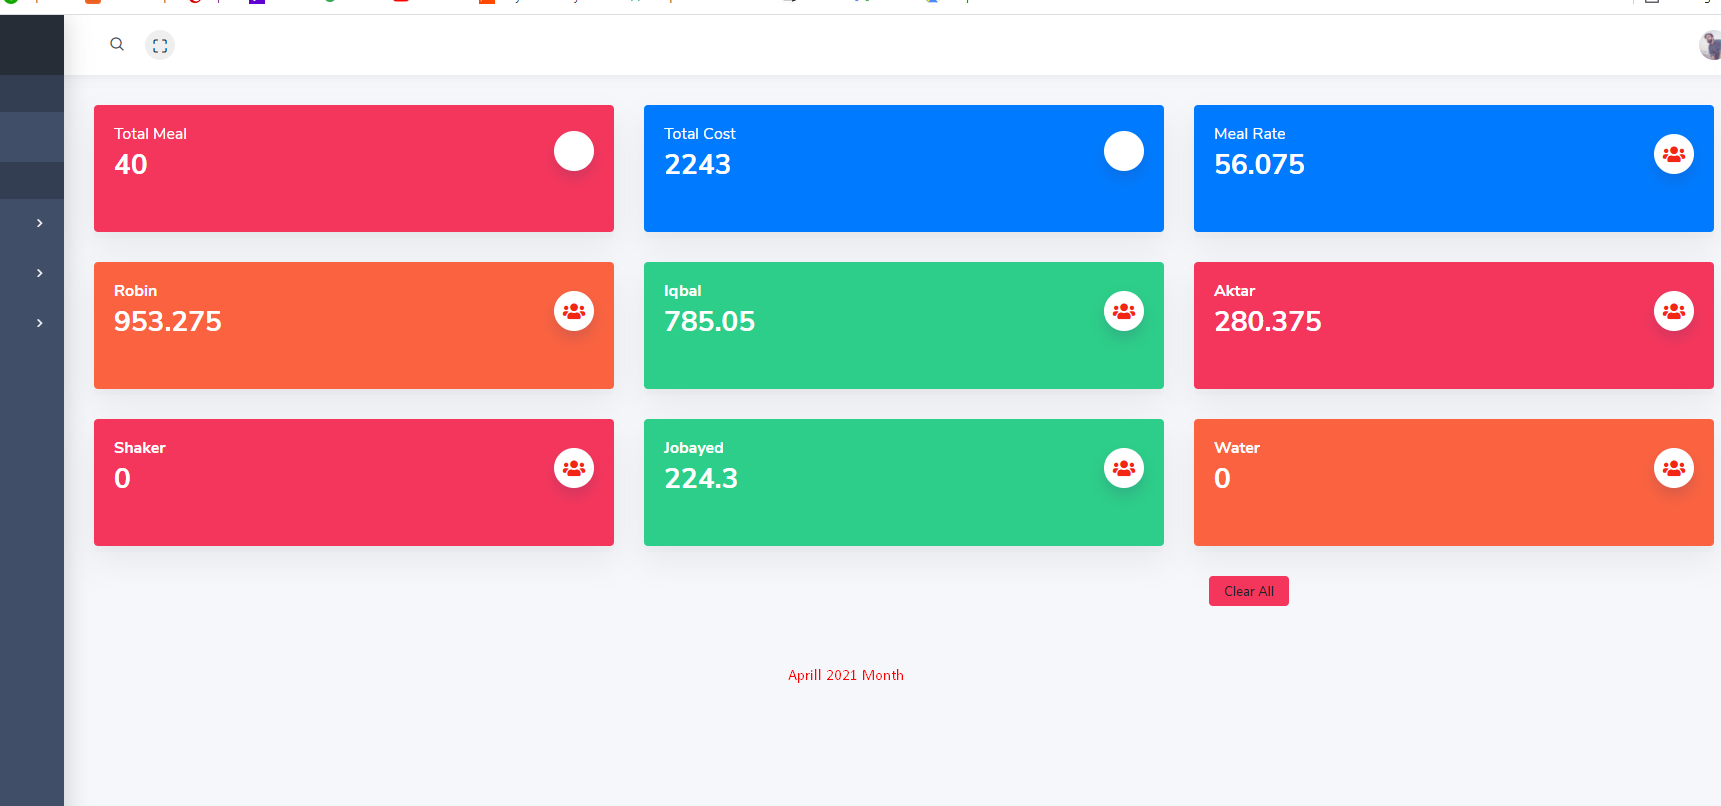 Total Meal
40
Total Cost
2243
Meal Rate
56.075
Robin
953.275
Iqbal
785.05
Aktar
280.375
Shaker
0
Jobayed
224.3
Water
0
Clear All
Aprill 2021 Month